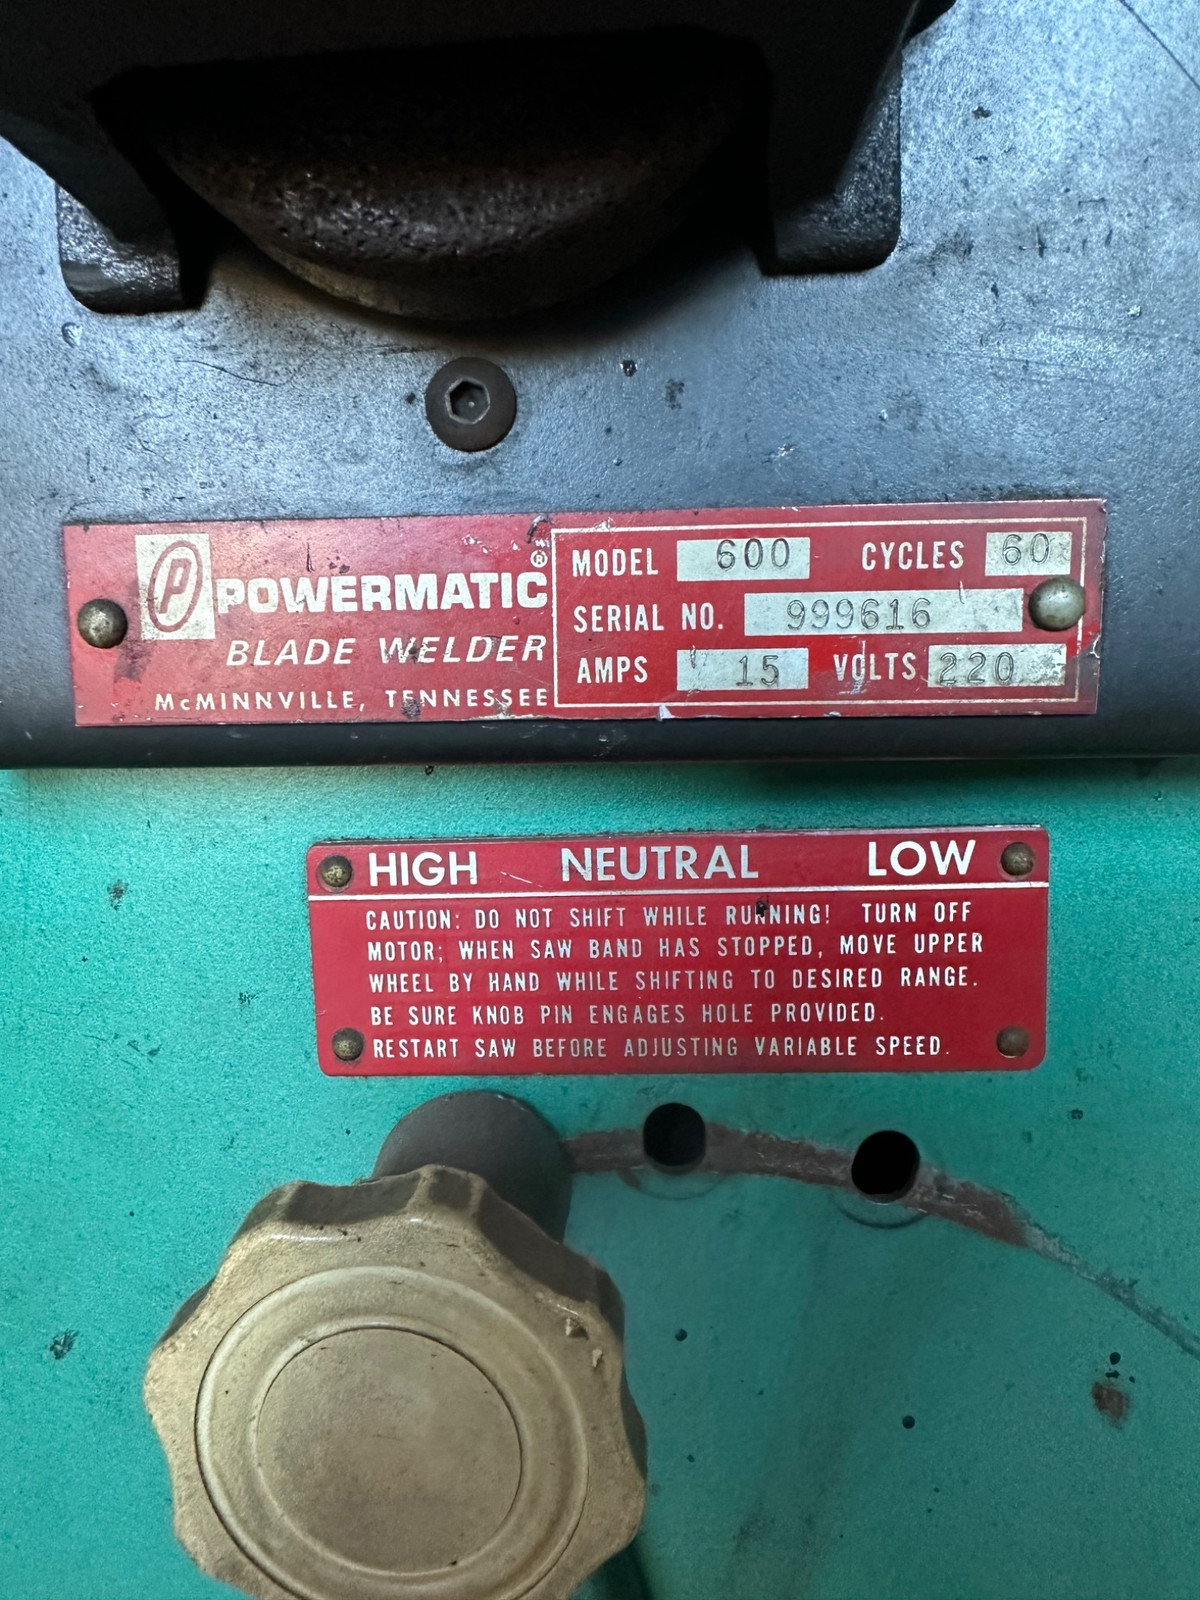 P POWERMATIC®
BLADE WELDER
McMINNVILLE, TENNESSEE
MODEL 600 CYCLES 60
SERIAL NO. 999616
AMPS 15 VOLTS 220
HIGH NEUTRAL LOW
CAUTION: DO NOT SHIFT WHILE RUNNING! TURN OFF
MOTOR; WHEN SAW BAND HAS STOPPED, MOVE UPPER
WHEEL BY HAND WHILE SHIFTING TO DESIRED RANGE.
BE SURE KNOB PIN ENGAGES HOLE PROVIDED.
RESTART SAW BEFORE ADJUSTING VARIABLE SPEED.